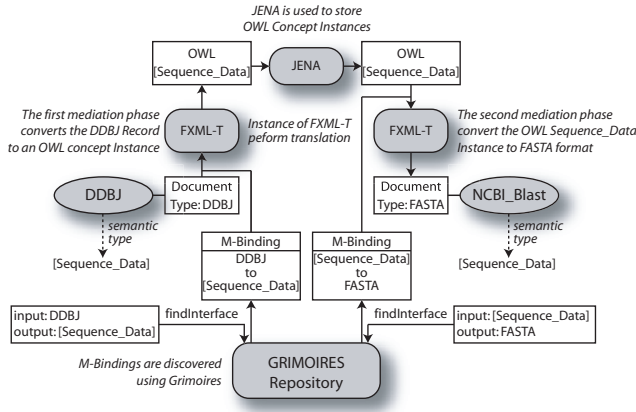 JENA is used to store
OWL Concept Instances
OWL
[Sequence_Data]
JENA
OWL
[Sequence_Data]
The first mediation phase
converts the DDBJ Record
to an OWL concept Instance
FXML-T
Instance of FXML-T
peform translation
FXML-T
The second mediation phase
convert the OWL Sequence_Data
Instance to FASTA format
DDBJ
Document
Type: DDBJ
Document
Type: FASTA
NCBI_Blast
semantic
type
[Sequence_Data]
semantic
type
[Sequence_Data]
M-Binding
DDBJ
to
[Sequence_Data]
M-Binding
[Sequence_Data]
to
FASTA
input: DDBJ
output: [Sequence_Data]
findInterface
findInterface
input: [Sequence_Data]
output: FASTA
M-Bindings are discovered
using Grimoires
GRIMOIRES
Repository